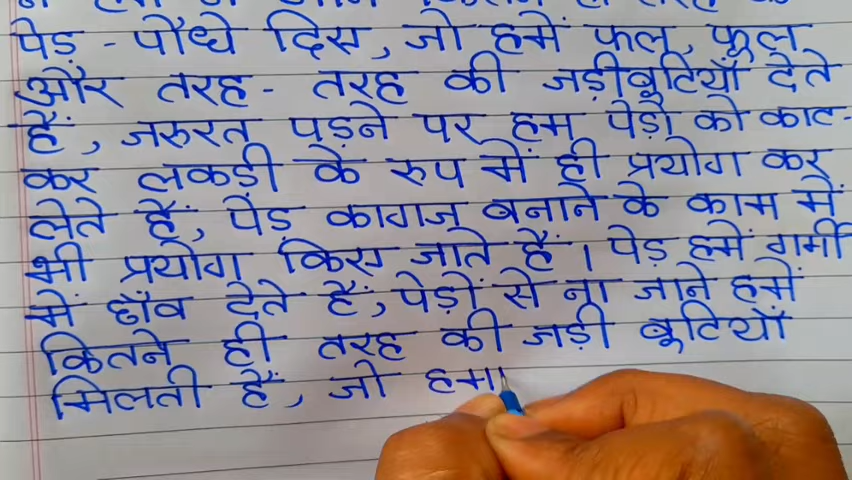 पेड़ - पौधे दिए, जो हमें फल, फूल
और तरह - तरह की जड़ीबूटियाँ देते
हैं, जरुरत पड़ने पर हम पेड़ों को काट-
कर लकड़ी के रुप में ही प्रयोग कर
लेते हैं, पेड़ कागज बनाने के काम में
भी प्रयोग किए जाते हैं। पेड़ हमें गर्मी
में छाँव देते हैं, पेड़ों से ना जाने हमें
कितने ही तरह की जड़ी बूटियाँ
मिलती हैं, जो हमा